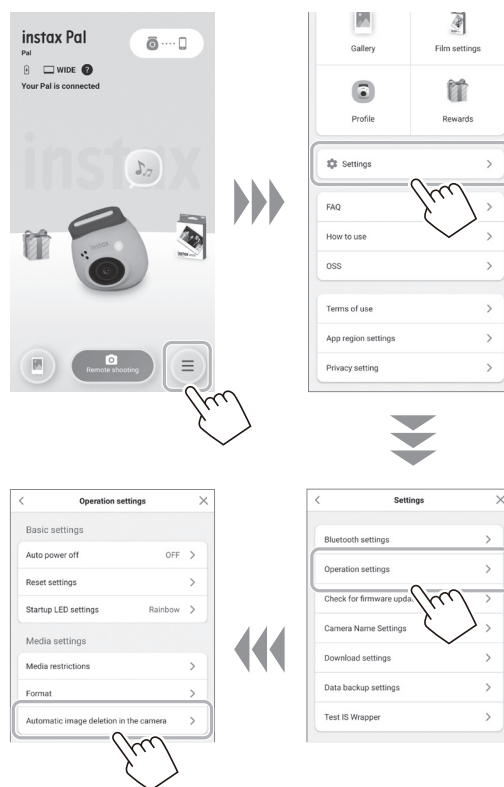 instax Pal
Pal
WIDE ?
Your Pal is connected
instax
instax
Remote shooting
Gallery
Film settings
Profile
Rewards
Settings
FAQ
How to use
OSS
Terms of use
App region settings
Privacy setting
Settings
Bluetooth settings
Operation settings
Check for firmware upda
Camera Name Settings
Download settings
Data backup settings
Test IS Wrapper
Operation settings
Basic settings
Auto power off OFF
Reset settings
Startup LED settings Rainbow
Media settings
Media restrictions
Format
Automatic image deletion in the camera